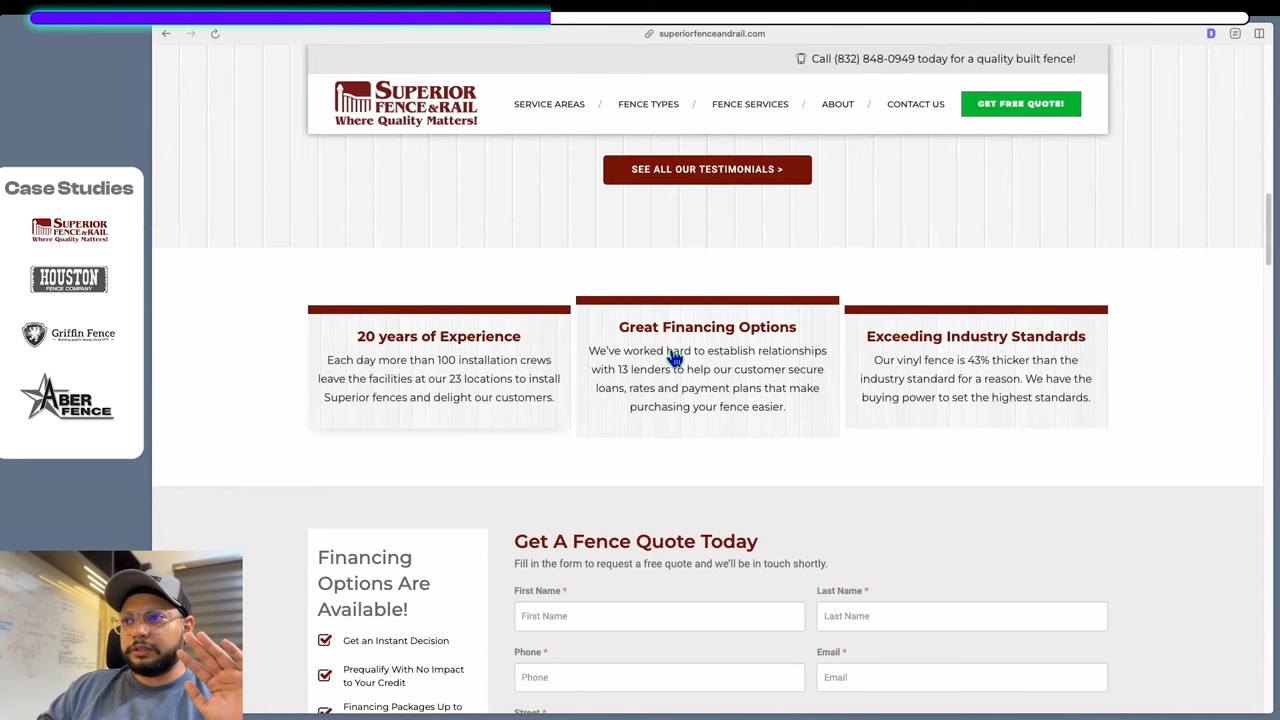 superiorfenceandrail.com
Call (832) 848-0949 today for a quality built fence!
SUPERIOR
FENCE & RAIL
Where Quality Matters!
SERVICE AREAS / FENCE TYPES / FENCE SERVICES / ABOUT / CONTACT US
GET FREE QUOTE!
SEE ALL OUR TESTIMONIALS >
Case Studies
SUPERIOR
FENCE & RAIL
Where Quality Matters!
HOUSTON
FENCE COMPANY
Griffin Fence
ABER
FENCE
20 years of Experience
Each day more than 100 installation crews
leave the facilities at our 23 locations to install
Superior fences and delight our customers.
Great Financing Options
We've worked hard to establish relationships
with 13 lenders to help our customer secure
loans, rates and payment plans that make
purchasing your fence easier.
Exceeding Industry Standards
Our vinyl fence is 43% thicker than the
industry standard for a reason. We have the
buying power to set the highest standards.
Financing
Options Are
Available!
Get an Instant Decision
Prequalify With No Impact
to Your Credit
Financing Packages Up to
Get A Fence Quote Today
Fill in the form to request a free quote and we'll be in touch shortly.
First Name *
First Name
Last Name *
Last Name
Phone *
Phone
Email *
Email
Street *